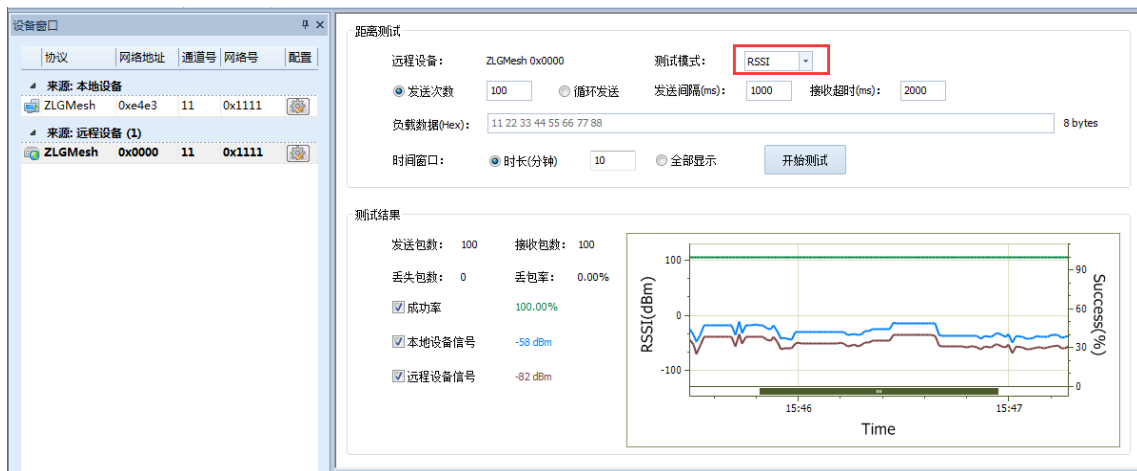 设备窗口
协议 网络地址 通道号 网络号 配置
来源: 本地设备
ZLGMesh 0xe4e3 11 0x1111
来源: 远程设备 (1)
ZLGMesh 0x0000 11 0x1111
距离测试
远程设备: ZLGMesh 0x0000 测试模式: RSSI
发送次数 100 循环发送 发送间隔(ms): 1000 接收超时(ms): 2000
负载数据(Hex): 11 22 33 44 55 66 77 88 8 bytes
时间窗口: 时长(分钟) 10 全部显示 开始测试
测试结果
发送包数: 100 接收包数: 100
丢失包数: 0 丢包率: 0.00%
成功率 100.00%
本地设备信号 -58 dBm
远程设备信号 -82 dBm
RSSI(dBm)
100
0
-100
90
60
30
0
Success(%)
15:46 15:47
Time